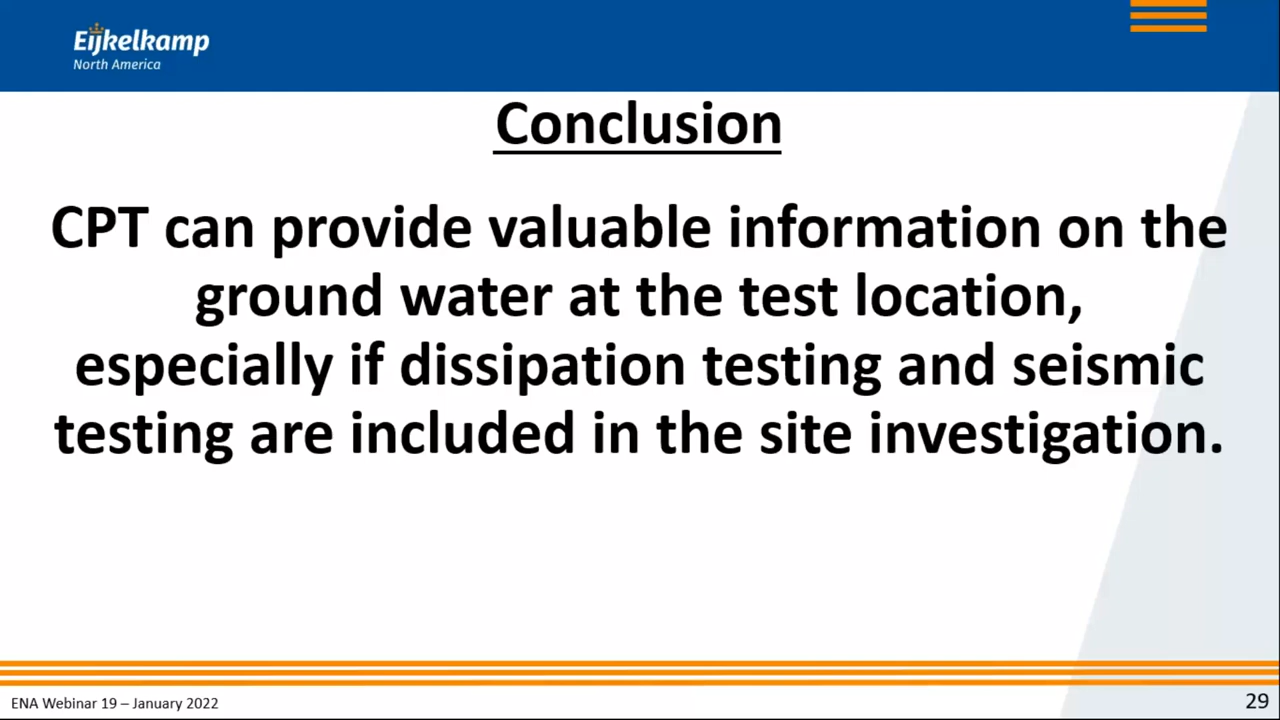 Eijkelkamp
North America
Conclusion
CPT can provide valuable information on the
ground water at the test location,
especially if dissipation testing and seismic
testing are included in the site investigation.
ENA Webinar 19 – January 2022
29